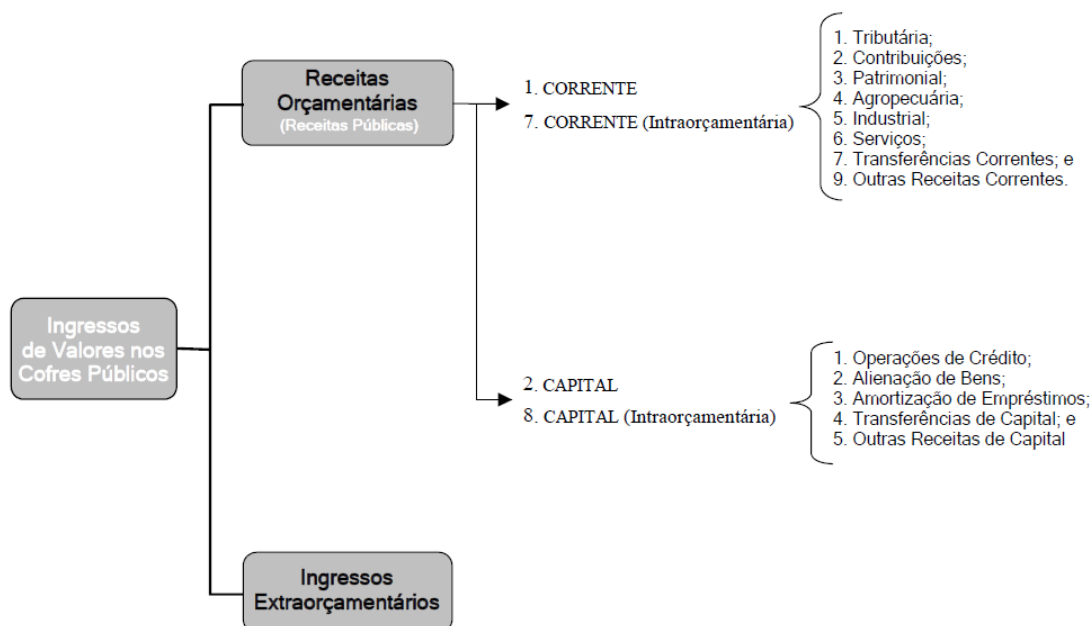 Ingressos
de Valores nos
Cofres Públicos
Receitas
Orçamentárias
(Receitas Públicas)
1. CORRENTE
7. CORRENTE (Intraorçamentária)
1. Tributária;
2. Contribuições;
3. Patrimonial;
4. Agropecuária;
5. Industrial;
6. Serviços;
7. Transferências Correntes; e
9. Outras Receitas Correntes.
2. CAPITAL
8. CAPITAL (Intraorçamentária)
1. Operações de Crédito;
2. Alienação de Bens;
3. Amortização de Empréstimos;
4. Transferências de Capital; e
5. Outras Receitas de Capital
Ingressos
Extraorçamentários